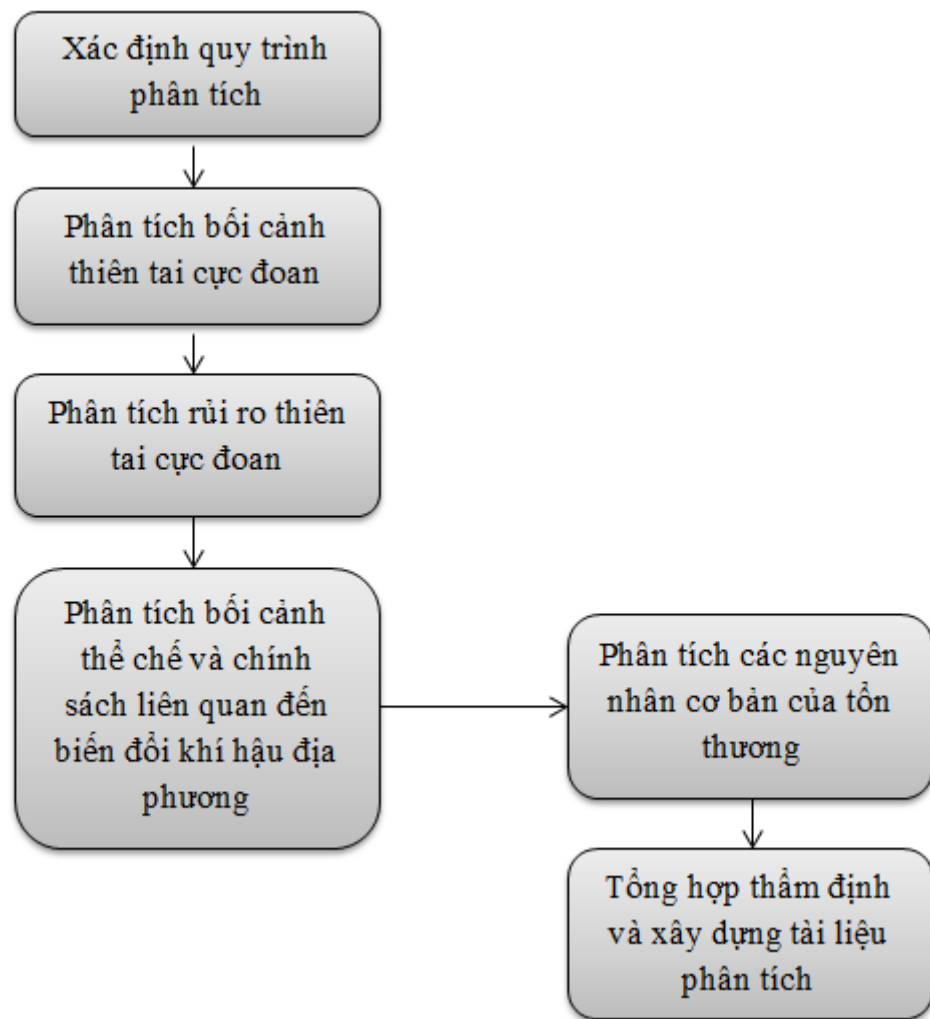 Xác định quy trình
phân tích
Phân tích bối cảnh
thiên tai cực đoan
Phân tích rủi ro thiên
tai cực đoan
Phân tích bối cảnh
thể chế và chính
sách liên quan đến
biến đổi khí hậu địa
phương
Phân tích các nguyên
nhân cơ bản của tổn
thương
Tổng hợp thẩm định
và xây dựng tài liệu
phân tích